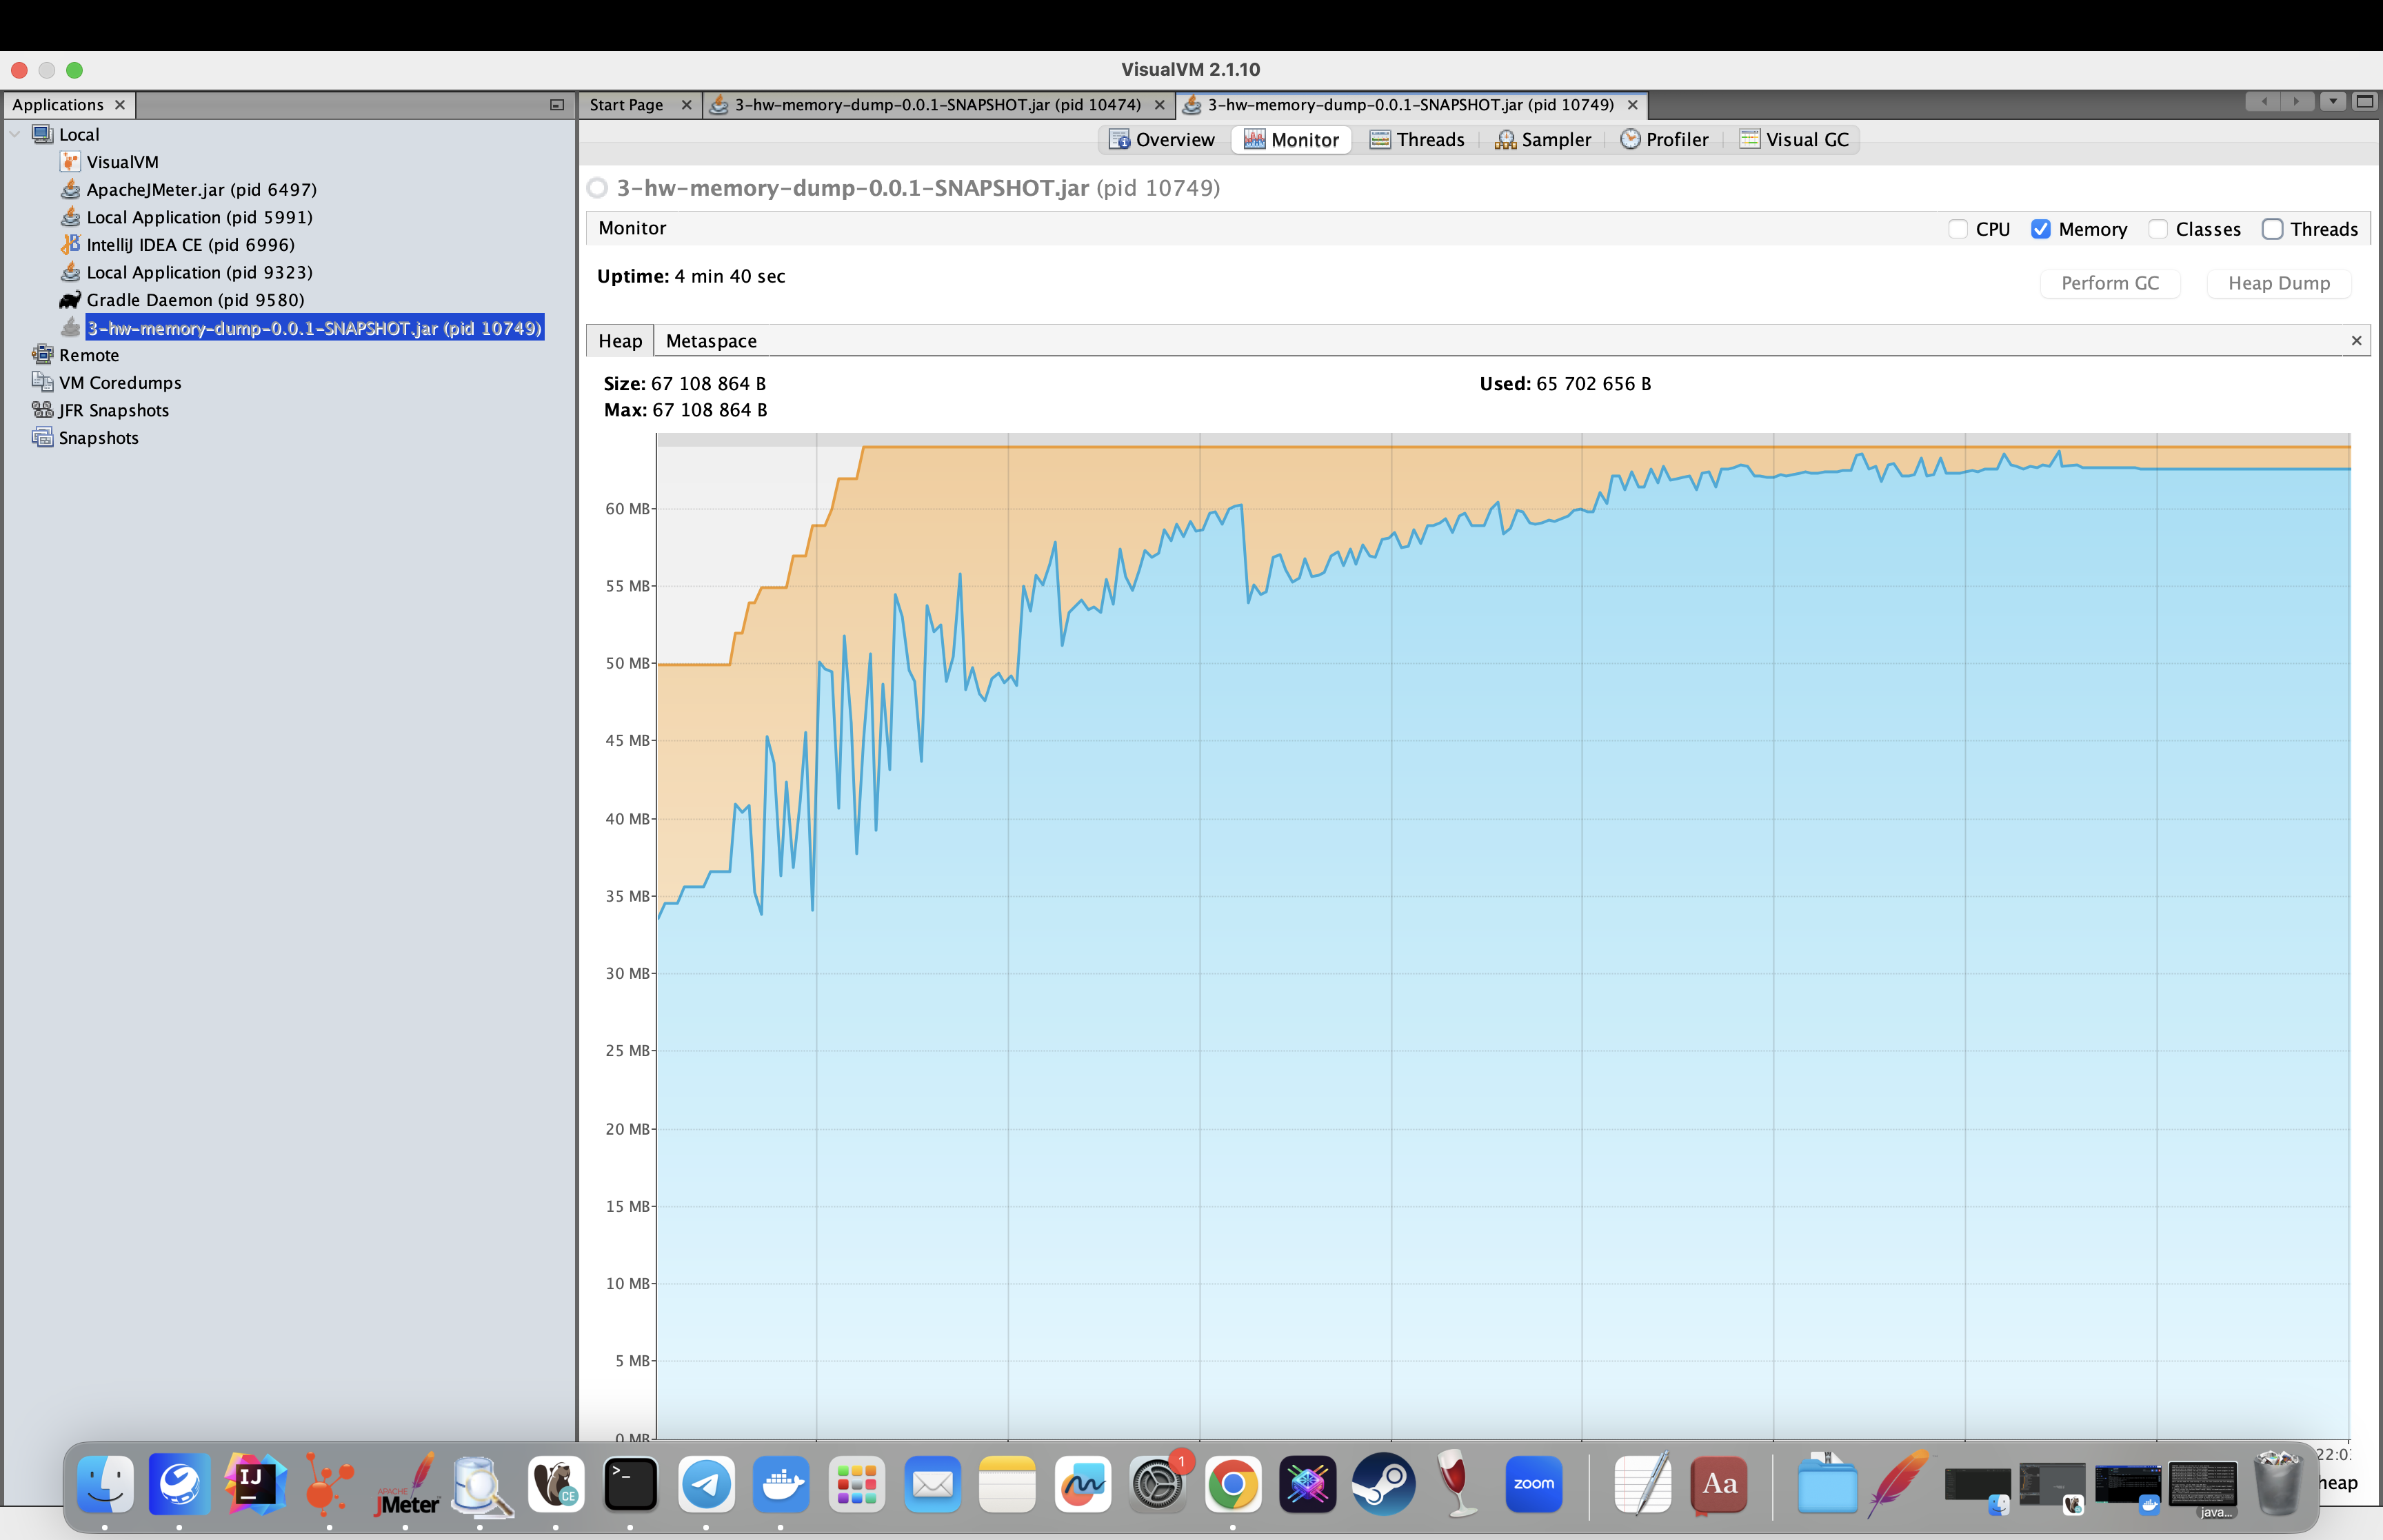 VisualVM 2.1.10
Applications
Start Page
3-hw-memory-dump-0.0.1-SNAPSHOT.jar (pid 10474)
3-hw-memory-dump-0.0.1-SNAPSHOT.jar (pid 10749)
Local
VisualVM
ApacheJMeter.jar (pid 6497)
Local Application (pid 5991)
IntelliJ IDEA CE (pid 6996)
Local Application (pid 9323)
Gradle Daemon (pid 9580)
3-hw-memory-dump-0.0.1-SNAPSHOT.jar (pid 10749)
Remote
VM Coredumps
JFR Snapshots
Snapshots
Overview
Monitor
Threads
Sampler
Profiler
Visual GC
3-hw-memory-dump-0.0.1-SNAPSHOT.jar (pid 10749)
Monitor
CPU
Memory
Classes
Threads
Uptime: 4 min 40 sec
Perform GC
Heap Dump
Heap
Metaspace
Size: 67 108 864 B
Used: 65 702 656 B
Max: 67 108 864 B
60 MB
55 MB
50 MB
45 MB
40 MB
35 MB
30 MB
25 MB
20 MB
15 MB
10 MB
5 MB
0 MB
22:0
heap
IJ
APACHE
JMeter
CE
>_
1
zoom
Aa
java...